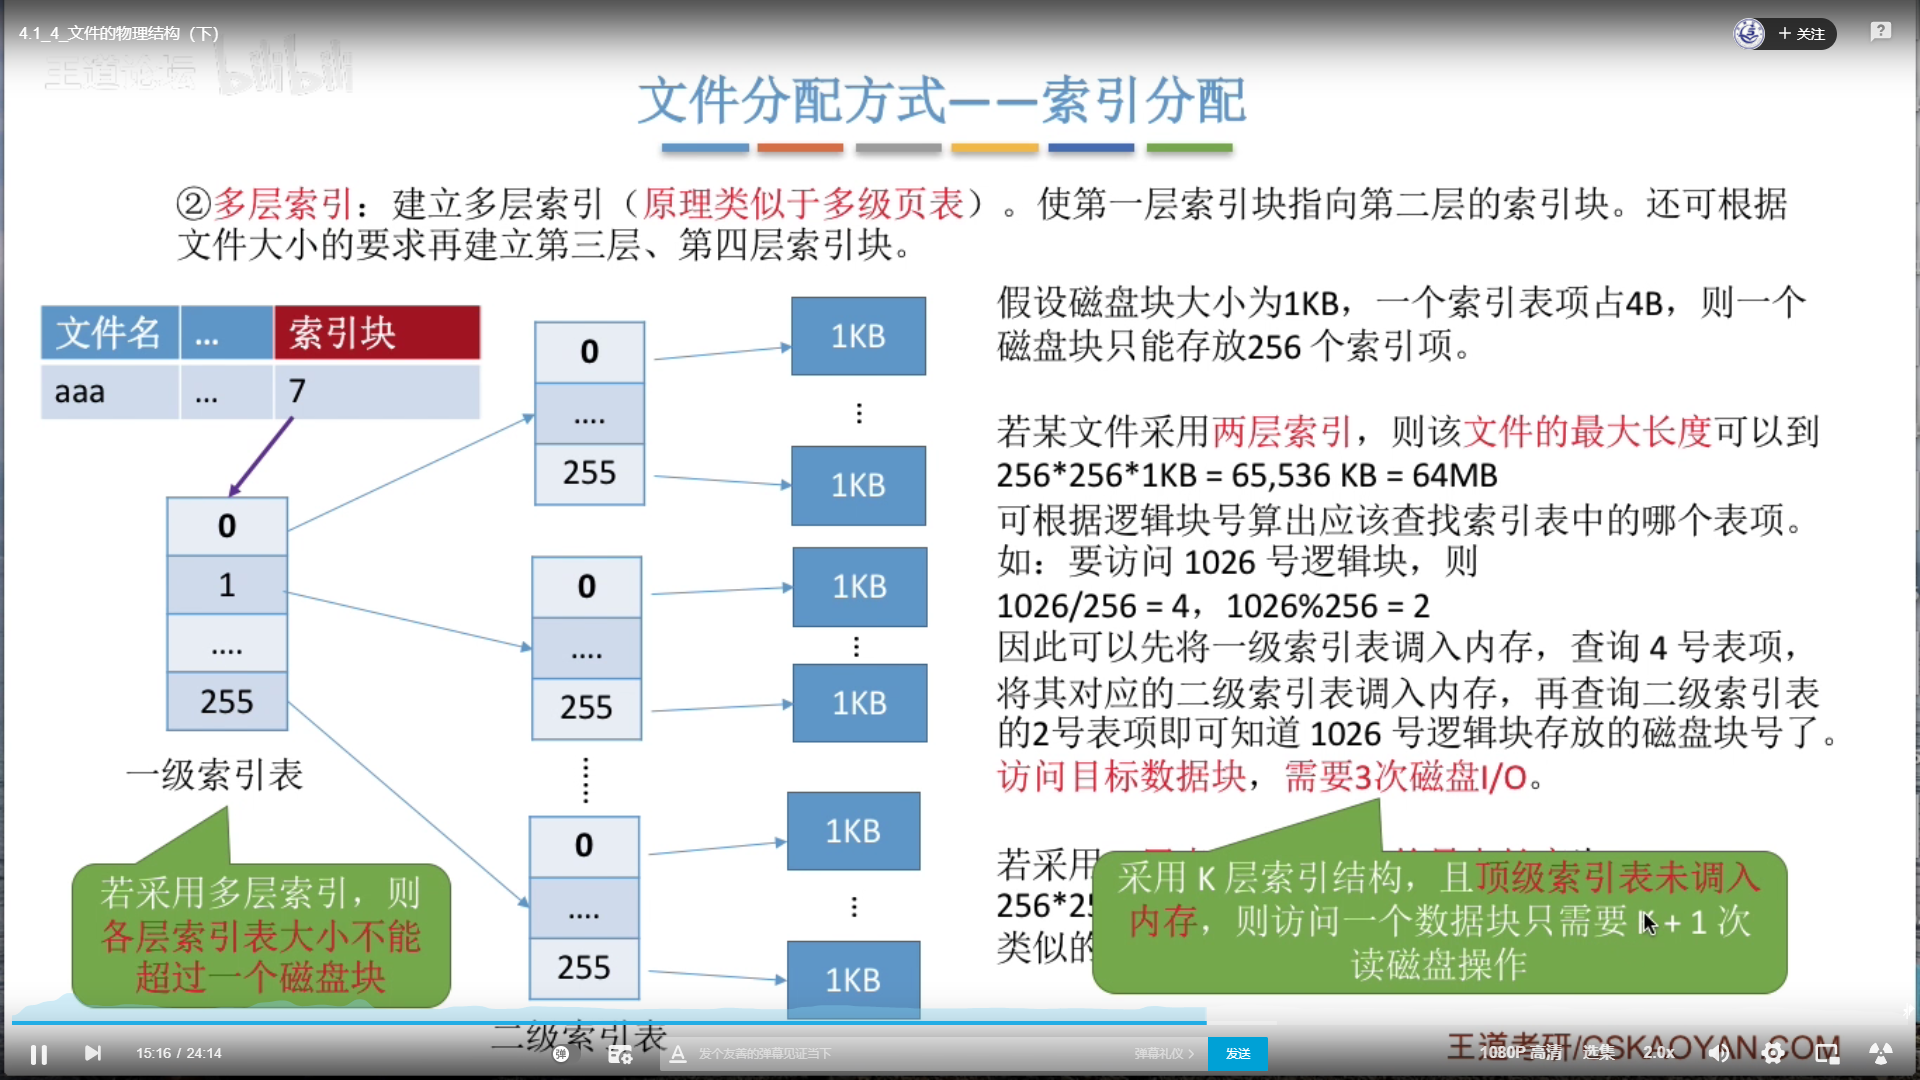 4.1_4_文件的物理结构（下）
＋关注
王道论坛 bilibili
文件分配方式——索引分配
②多层索引：建立多层索引（原理类似于多级页表）。使第一层索引块指向第二层的索引块。还可根据
文件大小的要求再建立第三层、第四层索引块。
文件名 ... 索引块
aaa ... 7
0
1
....
255
一级索引表
若采用多层索引，则
各层索引表大小不能
超过一个磁盘块
0
....
255
0
....
255
0
....
255
二级索引表
1KB
1KB
1KB
1KB
1KB
1KB
假设磁盘块大小为1KB，一个索引表项占4B，则一个
磁盘块只能存放256 个索引项。
若某文件采用两层索引，则该文件的最大长度可以到
256*256*1KB = 65,536 KB = 64MB
可根据逻辑块号算出应该查找索引表中的哪个表项。
如：要访问 1026 号逻辑块，则
1026/256 = 4，1026%256 = 2
因此可以先将一级索引表调入内存，查询 4 号表项，
将其对应的二级索引表调入内存，再查询二级索引表
的2号表项即可知道 1026 号逻辑块存放的磁盘块号了。
访问目标数据块，需要3次磁盘I/O。
若采用
256*25
类似的
采用 K 层索引结构，且顶级索引表未调入
内存，则访问一个数据块只需要 K + 1 次
读磁盘操作
王道考研/CSKAOYAN.COM
15:16 / 24:14
弹
发个友善的弹幕见证当下
弹幕礼仪 >
发送
1080P 高清
选集
2.0x